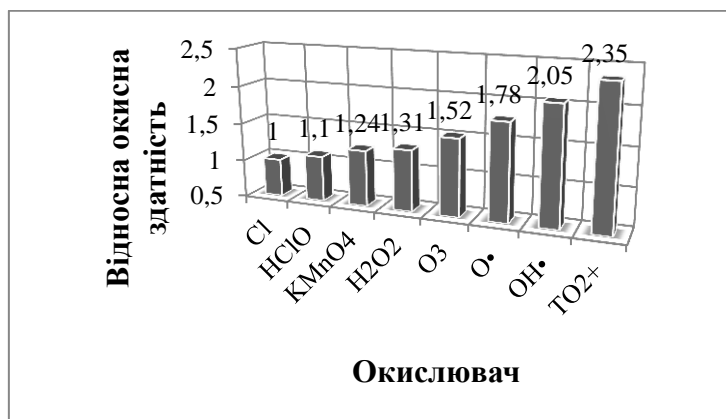 Відносна окисна
здатність
2,5
2
1,5
1
0,5
1
1,1
1,24
1,31
1,52
1,78
2,05
2,35
Cl
HClO
KMnO4
H2O2
O3
O•
OH•
TO2+
Окислювач